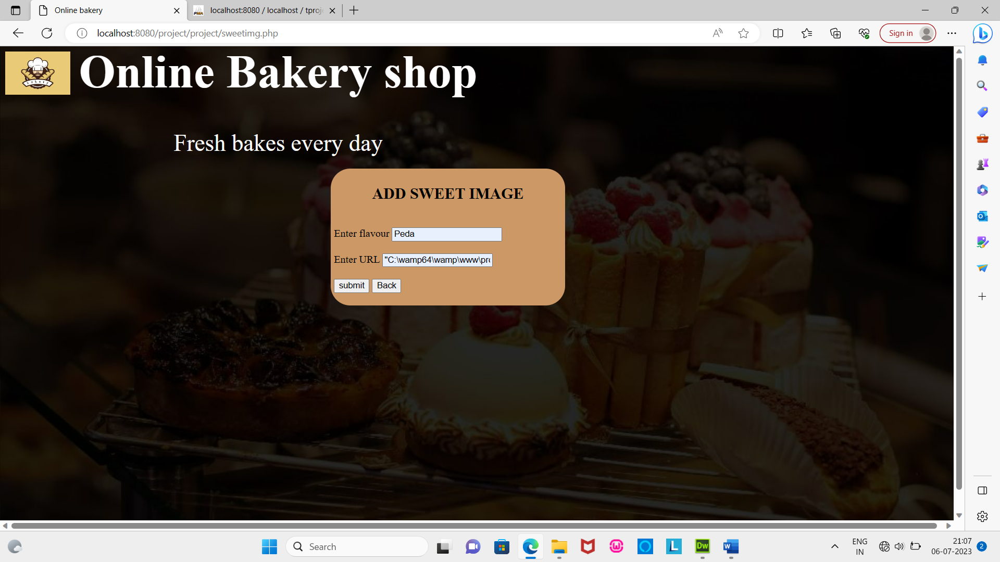 Online bakery
localhost:8080 / localhost / tproj
localhost:8080/project/project/sweetimg.php
Sign in
bakery
Online Bakery shop
Fresh bakes every day
ADD SWEET IMAGE
Enter flavour Peda
Enter URL "C:\wamp64\wamp\www\pro
submit Back
Search
ENG
IN
21:07
06-07-2023
2